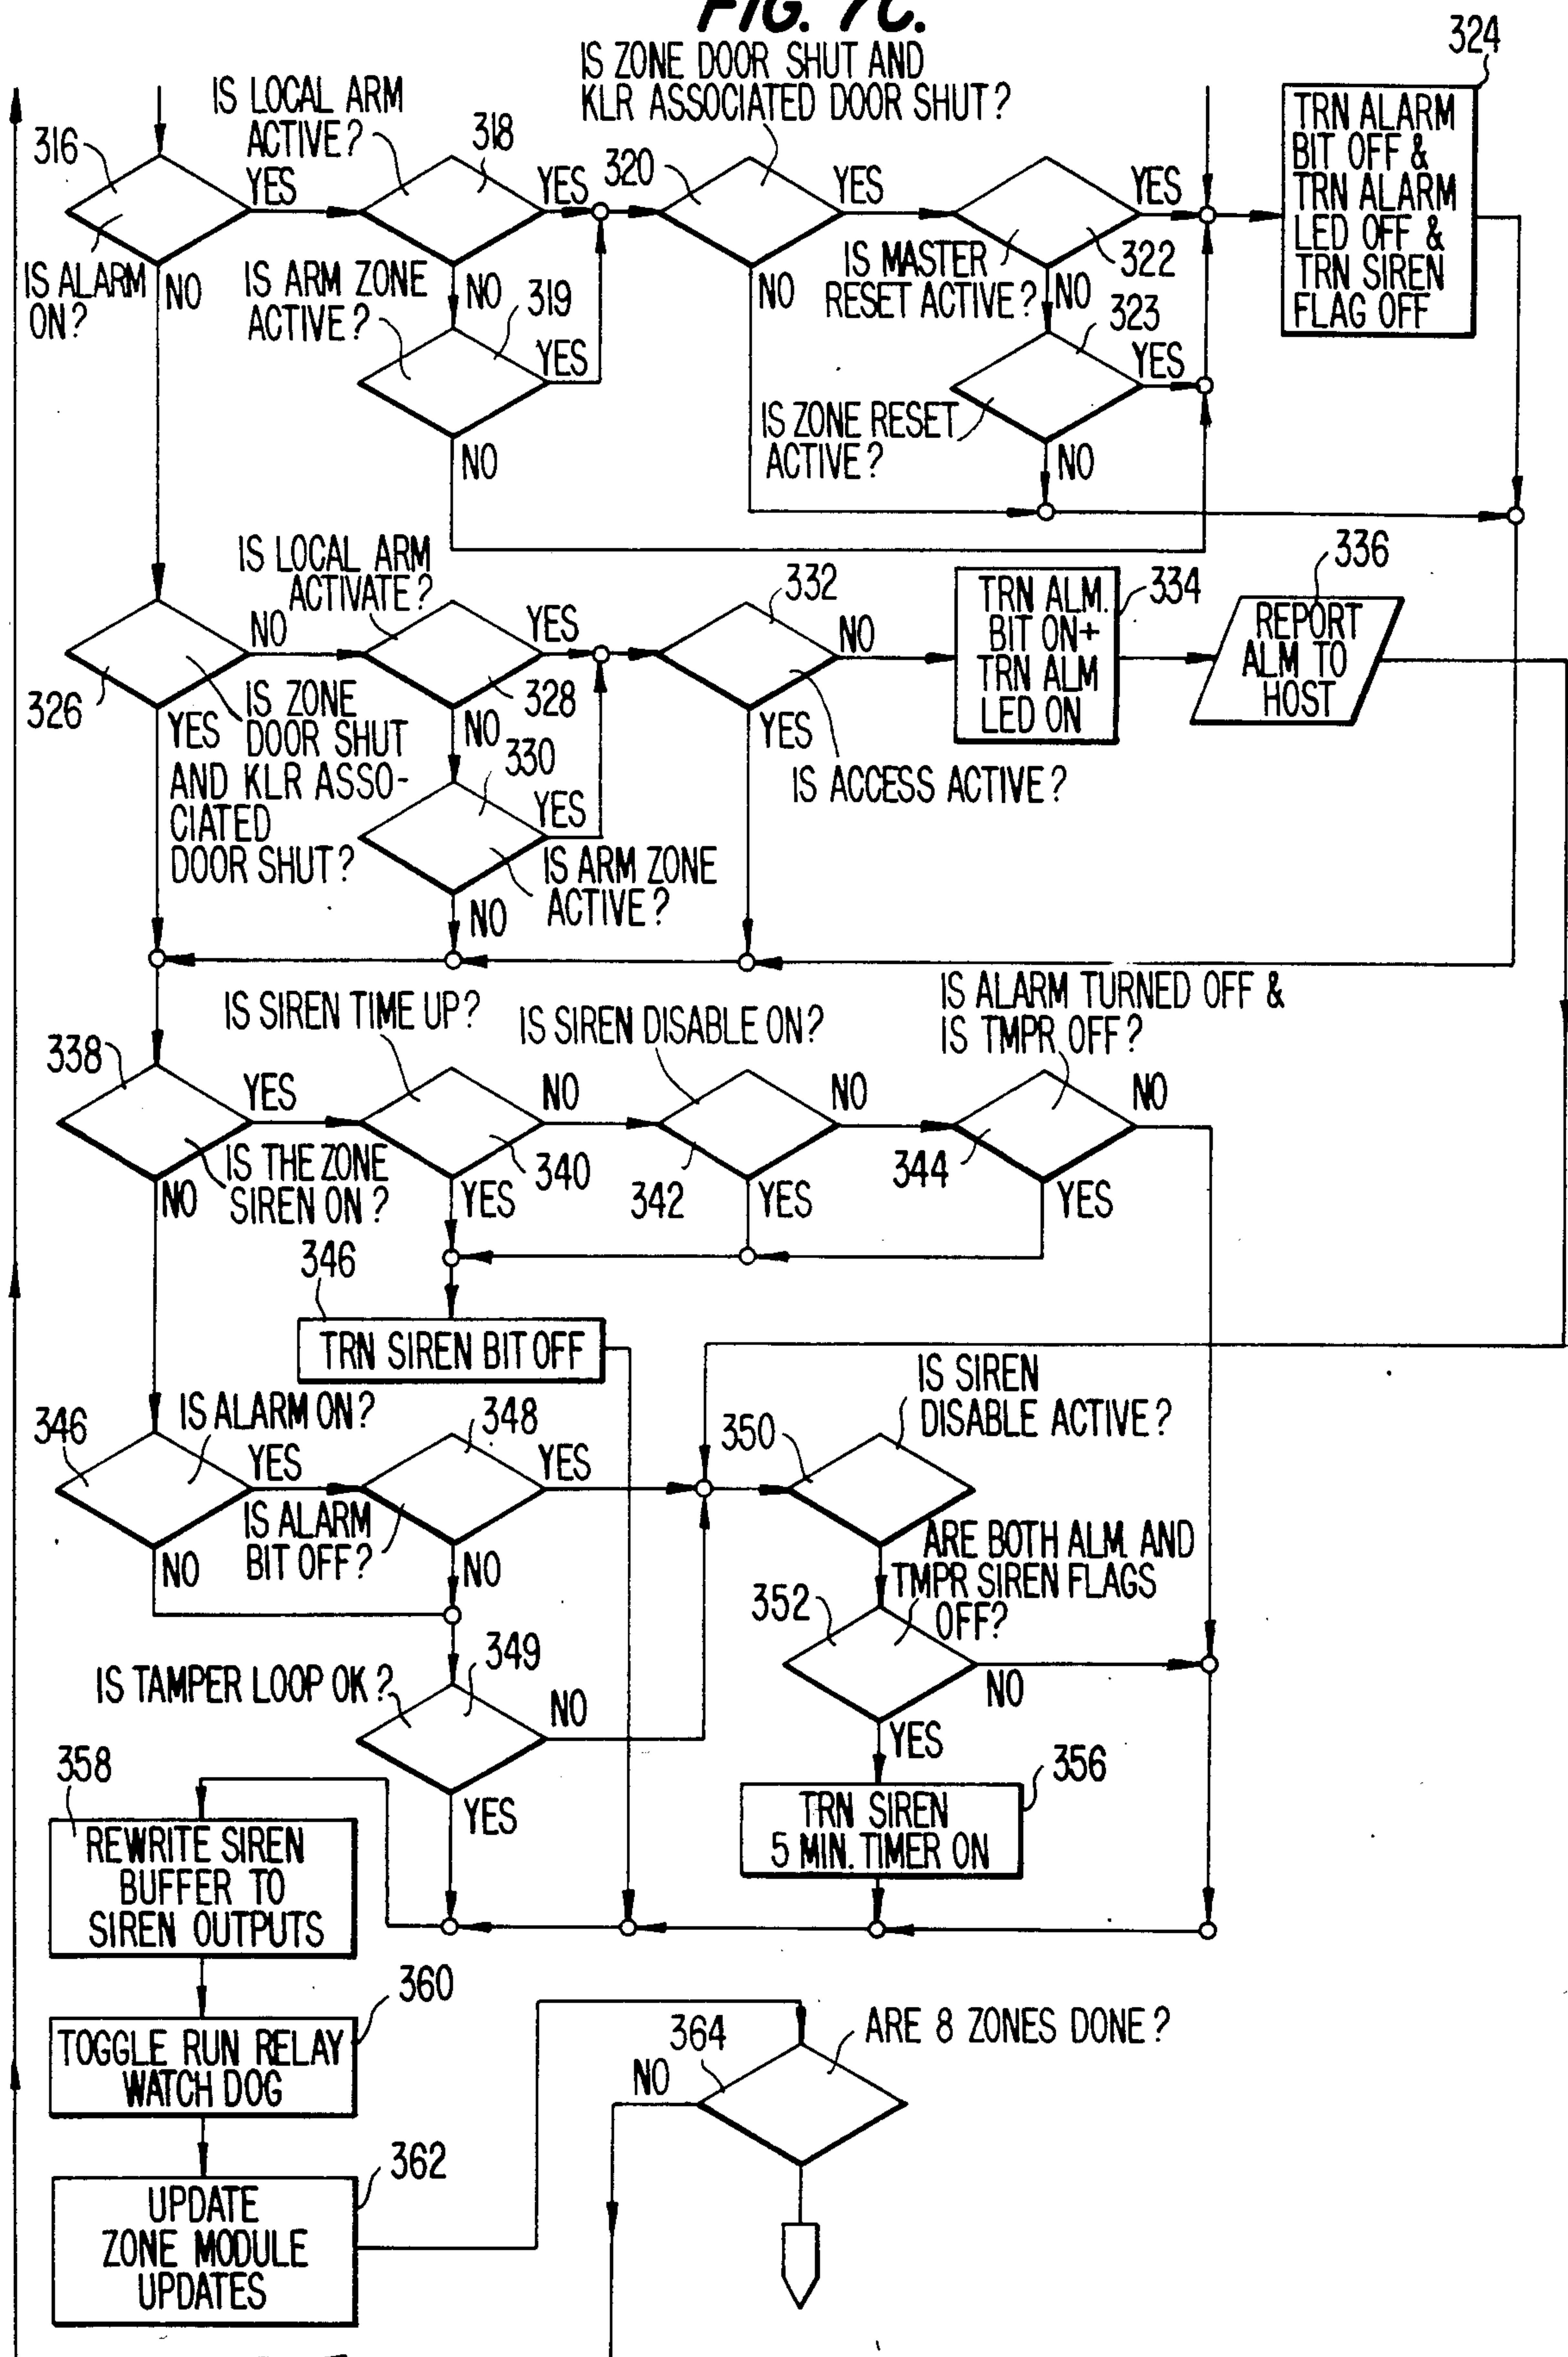 FIG. 7C.
324
IS ZONE DOOR SHUT AND
KLR ASSOCIATED DOOR SHUT?
IS LOCAL ARM
ACTIVE?
316
318
320
TRN ALARM
BIT OFF &
TRN ALARM
LED OFF &
TRN SIREN
FLAG OFF
YES
YES
YES
YES
IS ALARM
ON?
NO
IS ARM ZONE
ACTIVE?
NO
319
NO
IS MASTER
RESET ACTIVE?
322
NO
323
YES
YES
IS ZONE RESET
ACTIVE?
NO
NO
IS LOCAL ARM
ACTIVATE?
332
336
NO
YES
NO
TRN ALM.
BIT ON+
TRN ALM
LED ON
334
REPORT
ALM TO
HOST
326
YES
IS ZONE
DOOR SHUT
AND KLR ASSO-
CIATED
DOOR SHUT?
328
NO
330
YES
YES
IS ACCESS ACTIVE?
IS ARM ZONE
ACTIVE?
NO
IS SIREN TIME UP?
IS SIREN DISABLE ON?
IS ALARM TURNED OFF &
IS TMPR OFF?
338
YES
NO
NO
NO
IS THE ZONE
SIREN ON?
NO
340
YES
342
YES
344
YES
346
TRN SIREN BIT OFF
IS SIREN
DISABLE ACTIVE?
346
IS ALARM ON?
348
350
YES
YES
IS ALARM
BIT OFF?
NO
NO
ARE BOTH ALM. AND
TMPR SIREN FLAGS
OFF?
352
349
IS TAMPER LOOP OK?
NO
NO
YES
358
356
YES
REWRITE SIREN
BUFFER TO
SIREN OUTPUTS
TRN SIREN
5 MIN. TIMER ON
360
TOGGLE RUN RELAY
WATCH DOG
364
ARE 8 ZONES DONE?
NO
362
UPDATE
ZONE MODULE
UPDATES